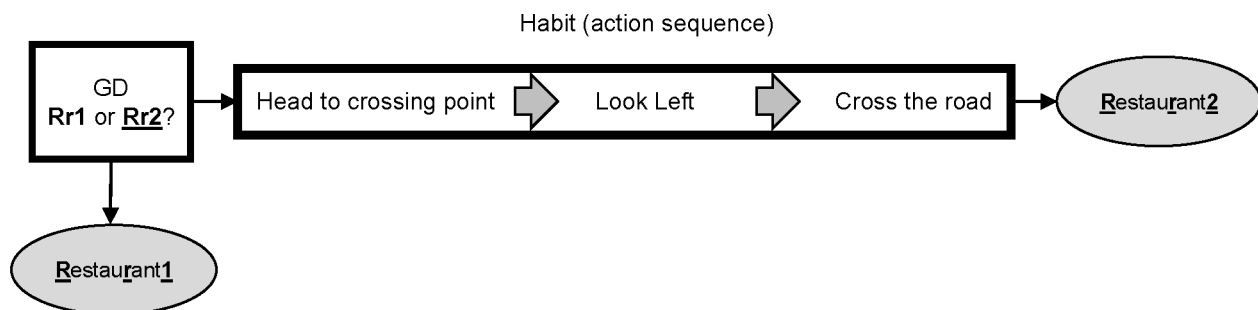 Habit (action sequence)
GD
Rr1 or Rr2?
Head to crossing point
Look Left
Cross the road
Restaurant2
Restaurant1